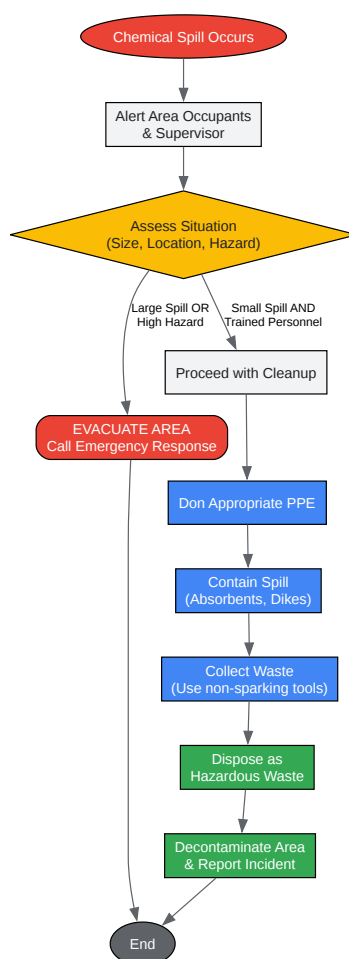 Chemical Spill Occurs
Alert Area Occupants
& Supervisor
Assess Situation
(Size, Location, Hazard)
Large Spill OR
High Hazard
Small Spill AND
Trained Personnel
Proceed with Cleanup
EVACUATE AREA
Call Emergency Response
Don Appropriate PPE
Contain Spill
(Absorbents, Dikes)
Collect Waste
(Use non-sparking tools)
Dispose as
Hazardous Waste
Decontaminate Area
& Report Incident
End